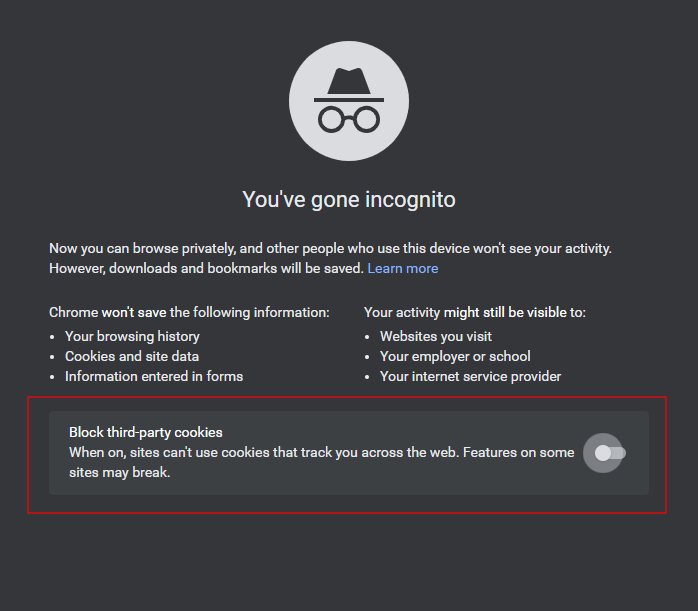 You've gone incognito
Now you can browse privately, and other people who use this device won't see your activity.
However, downloads and bookmarks will be saved. Learn more
Chrome won't save the following information:
• Your browsing history
• Cookies and site data
• Information entered in forms
Your activity might still be visible to:
• Websites you visit
• Your employer or school
• Your internet service provider
Block third-party cookies
When on, sites can't use cookies that track you across the web. Features on some
sites may break.